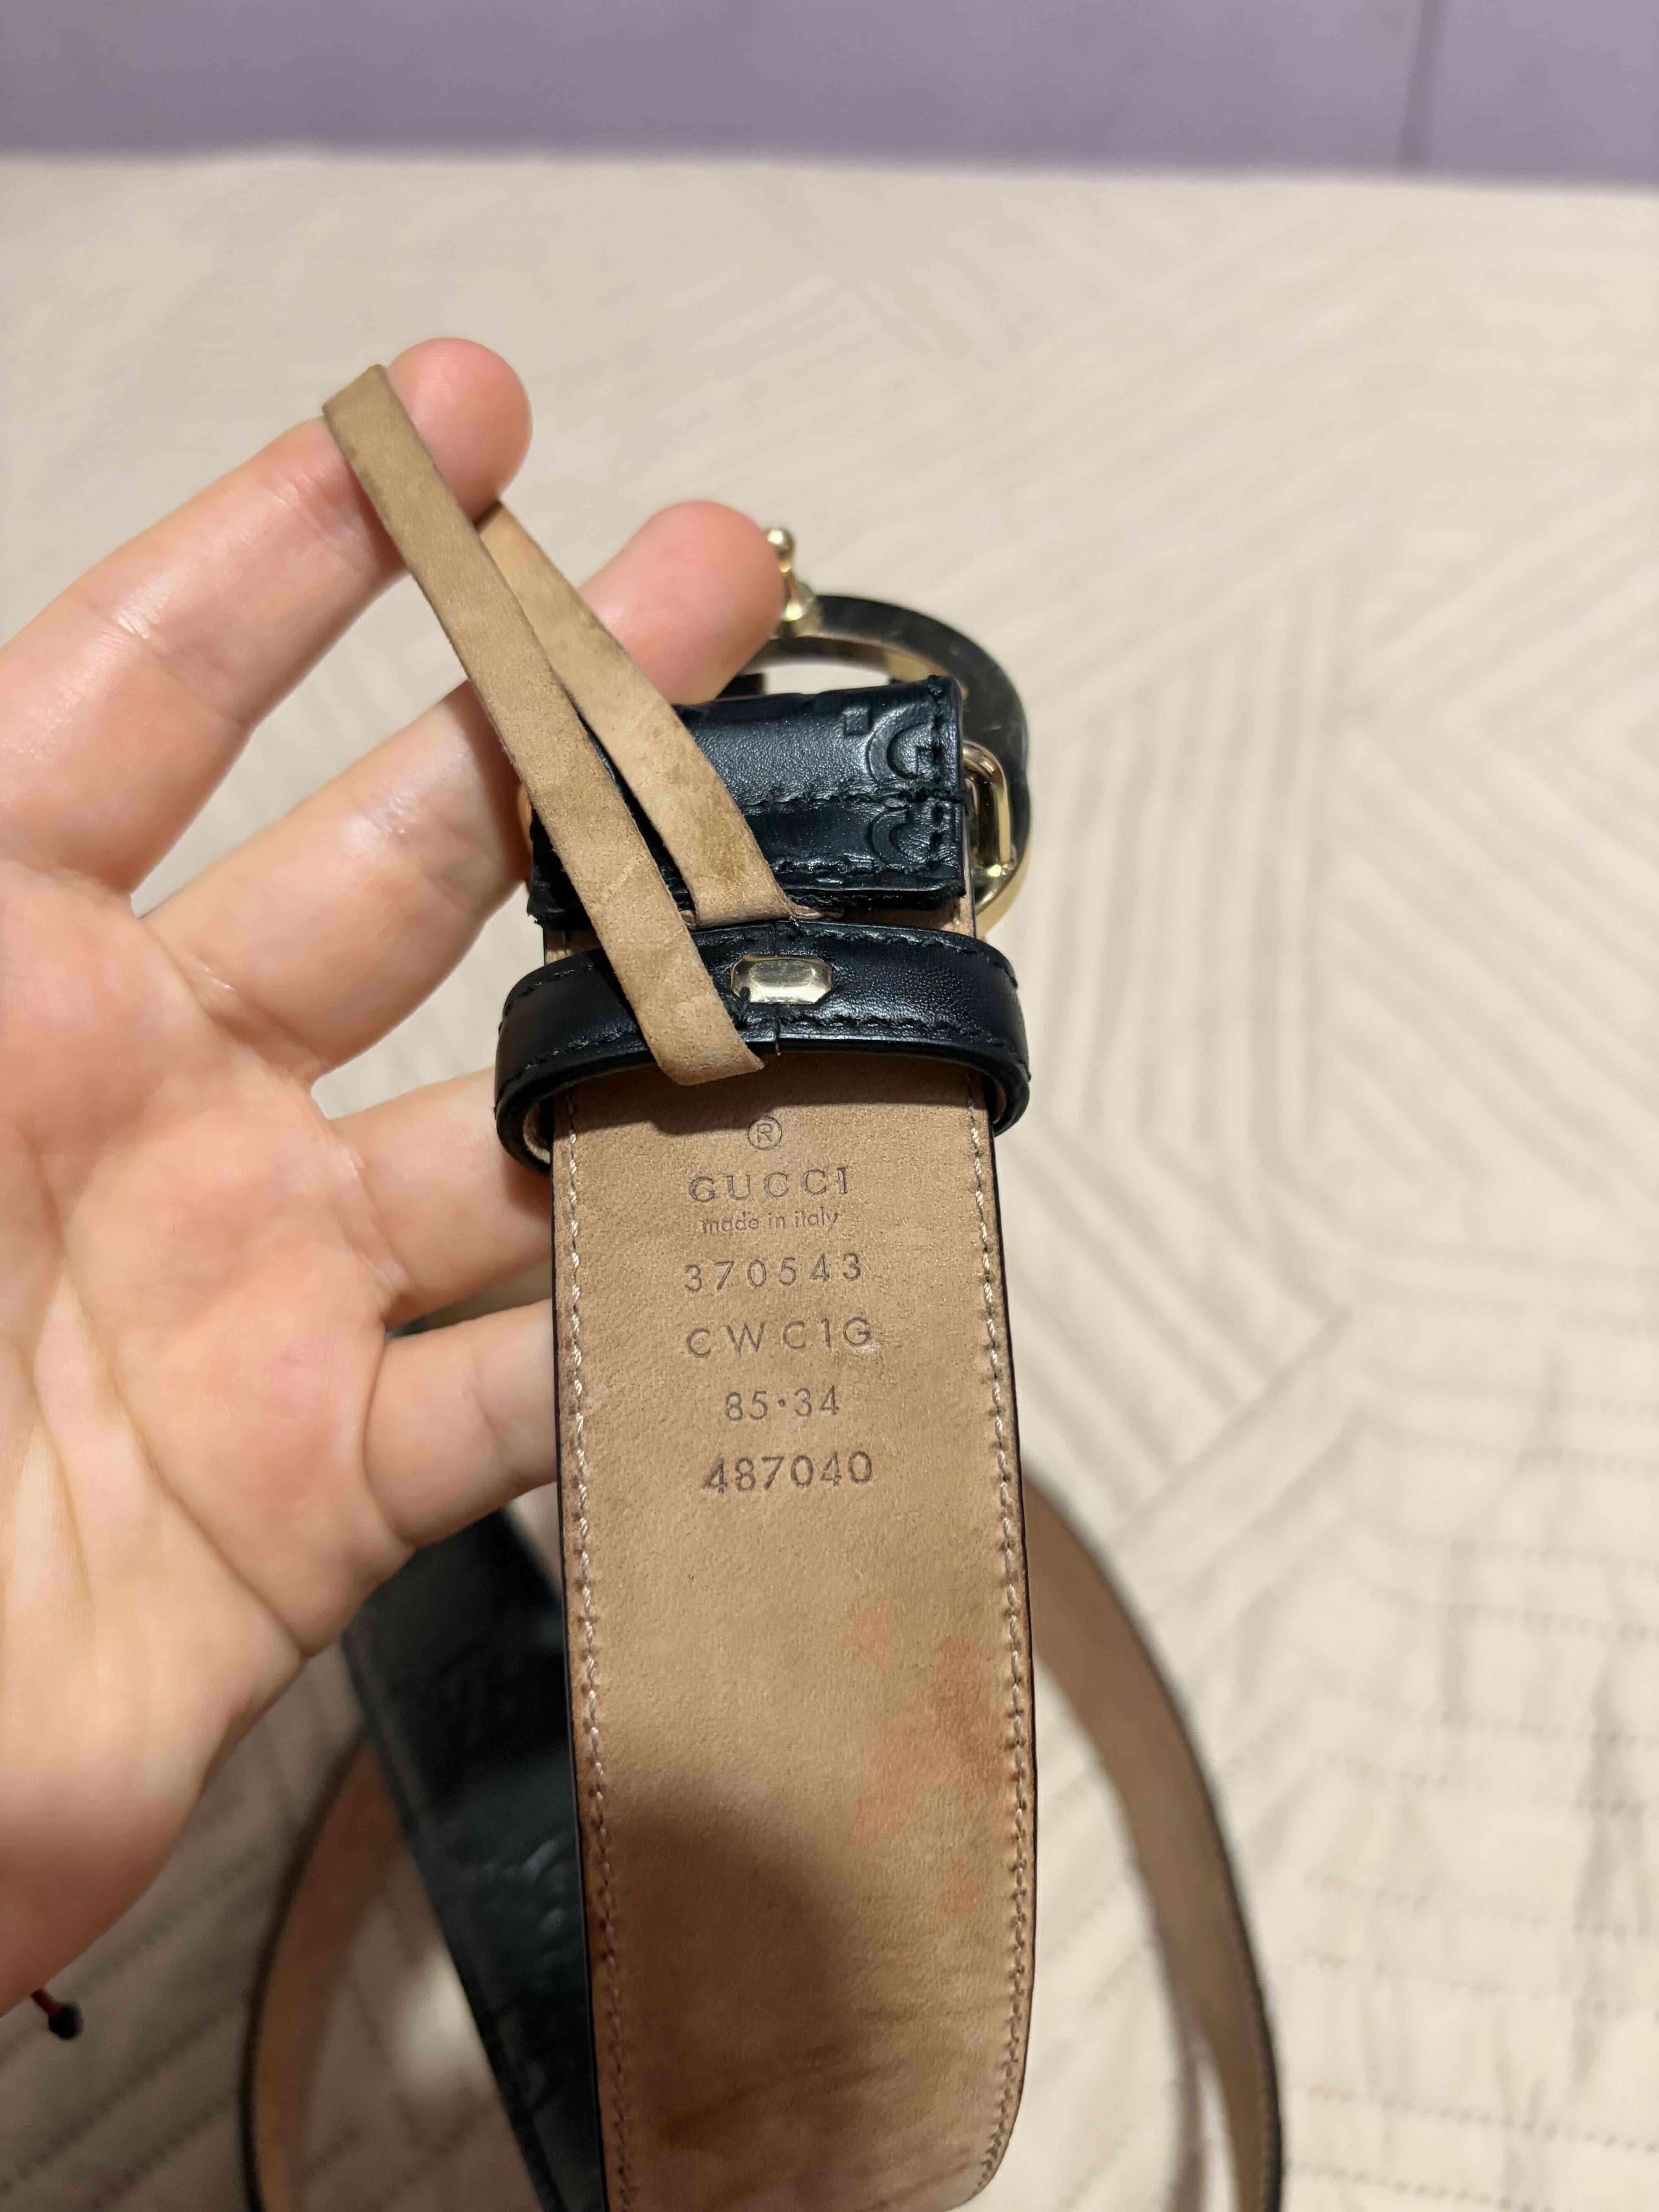 ®
GUCCI
made in italy
370543
CWC1G
85·34
487040